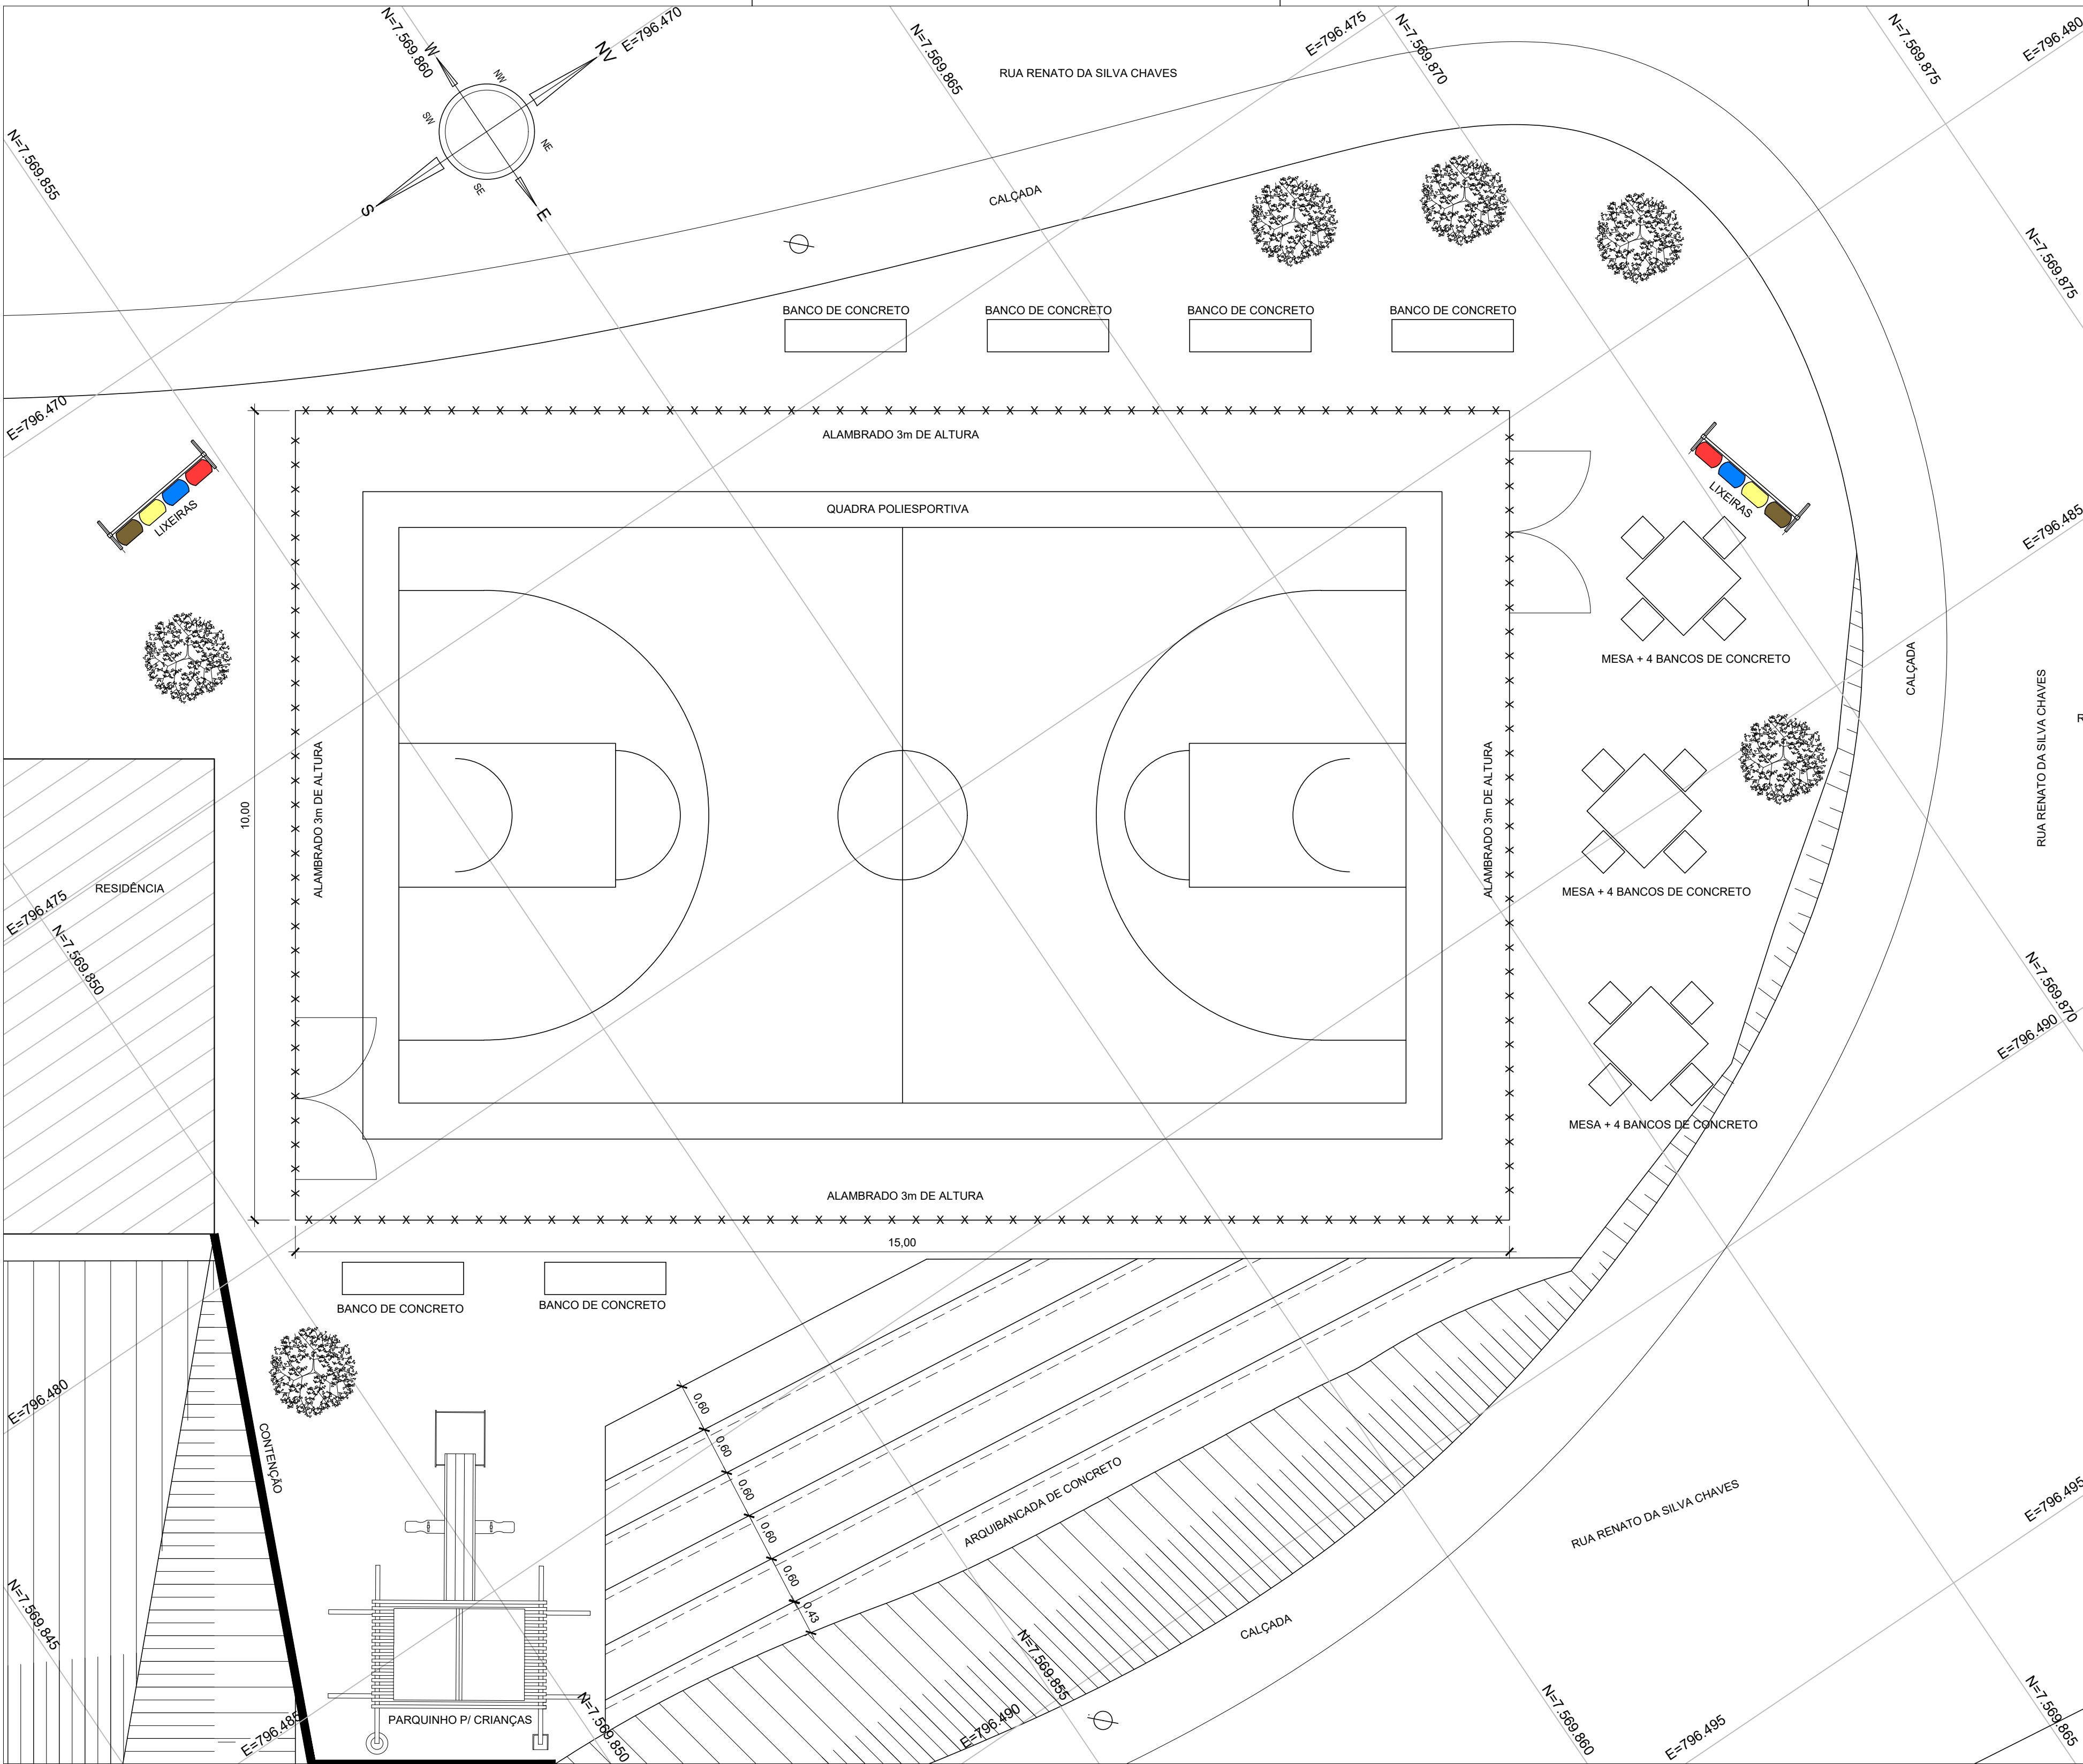 N=7.569.860
W
NW
NV
E=796.470
N=7.569.865
RUA RENATO DA SILVA CHAVES
E=796.475
N=7.569.870
N=7.569.875
E=796.480
SW
NE
SE
S
E
N=7.569.855
CALÇADA
N=7.569.875
BANCO DE CONCRETO
BANCO DE CONCRETO
BANCO DE CONCRETO
BANCO DE CONCRETO
E=796.470
ALAMBRADO 3m DE ALTURA
LIXEIRAS
LIXEIRAS
QUADRA POLIESPORTIVA
E=796.485
MESA + 4 BANCOS DE CONCRETO
CALÇADA
RUA RENATO DA SILVA CHAVES
R
10,00
ALAMBRADO 3m DE ALTURA
ALAMBRADO 3m DE ALTURA
RESIDÊNCIA
MESA + 4 BANCOS DE CONCRETO
E=796.475
N=7.569.850
N=7.569.870
E=796.490
MESA + 4 BANCOS DE CONCRETO
ALAMBRADO 3m DE ALTURA
15,00
BANCO DE CONCRETO
BANCO DE CONCRETO
E=796.480
CONTENÇÃO
0,60
0,60
0,60
0,60
0,60
0,43
ARQUIBANCADA DE CONCRETO
RUA RENATO DA SILVA CHAVES
E=796.495
N=7.569.845
CALÇADA
N=7.569.855
PARQUINHO P/ CRIANÇAS
E=796.485
N=7.569.850
E=796.490
N=7.569.860
E=796.495
N=7.569.865